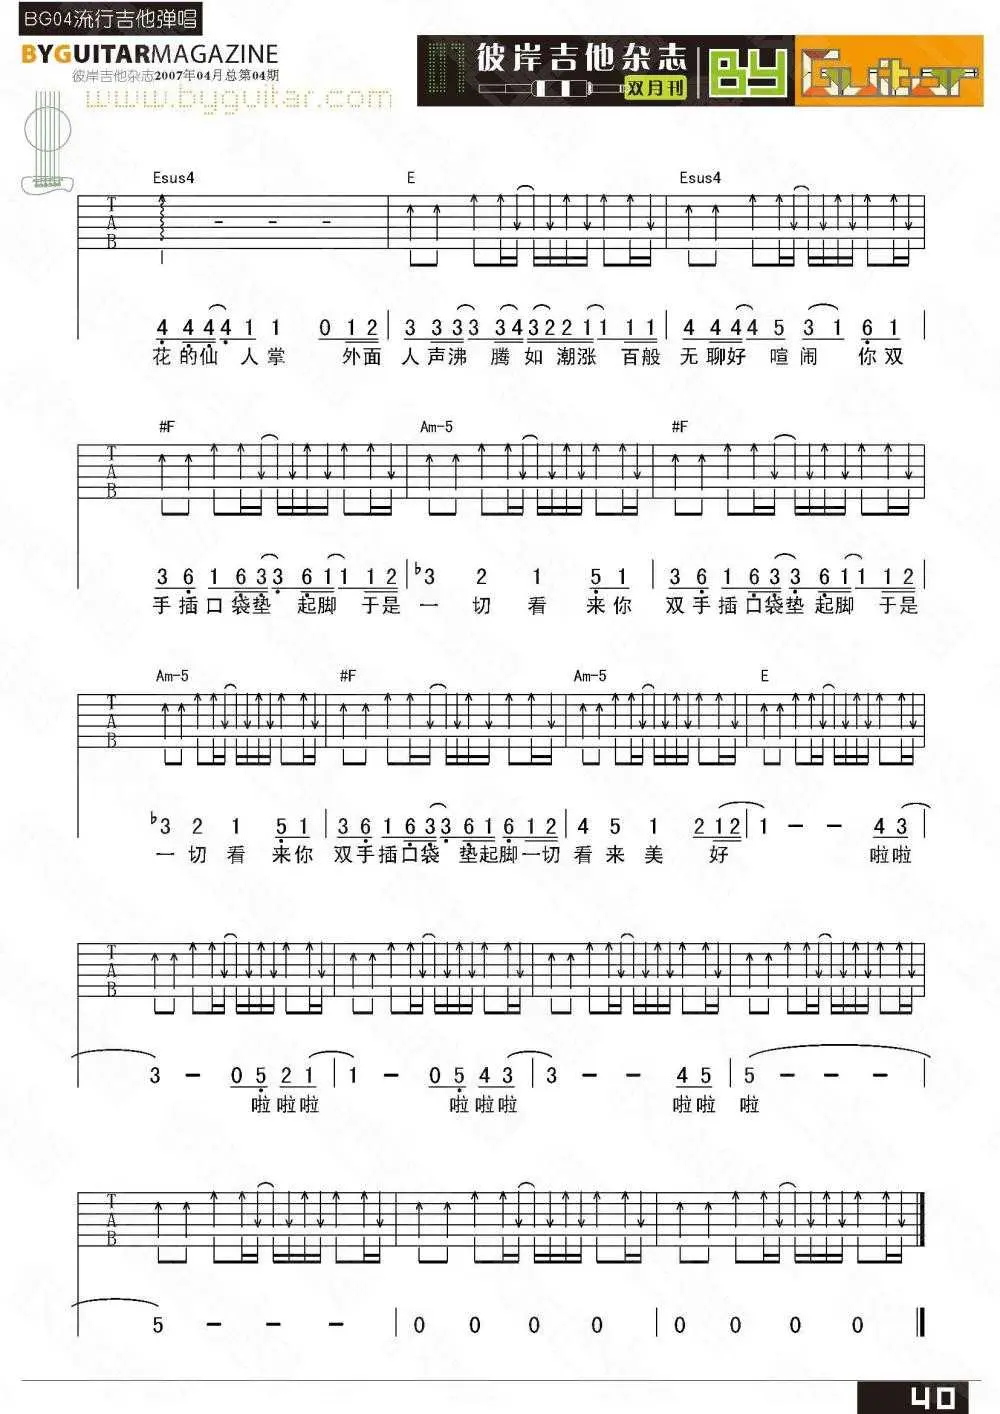 BG04流行吉他弹唱
BYGUITARMAGAZINE
彼岸吉他杂志2007年04月总第04期
www.byguitar.com
彼岸吉他杂志
双月刊
BY
Guitar
Esus4 E Esus4
T
A
B
4 4 4 4 1 1 0 1 2 | 3 3 3 3 3 3 4 3 2 2 1 1 1 1 | 4 4 4 4 5 3 1 6 1
花 的仙 人 掌 外面 人 声沸 腾 如 潮涨 百般 无 聊好 喧 闹 你 双
#F Am-5 #F
T
A
B
3 6 1 6 3 3 6 1 1 1 2 | ♭3 2 1 5 1 | 3 6 1 6 3 3 6 1 1 1 2
手 插 口 袋垫 起脚 于是 一 切 看 来你 双手 插口袋垫 起脚 于是
Am-5 #F Am-5 E
T
A
B
♭3 2 1 5 1 | 3 6 1 6 3 3 6 1 6 1 2 | 4 5 1 2 1 2 | 1 – – 4 3
一 切 看 来你 双手插口袋 垫起脚一切 看 来 美 好 啦啦
T
A
B
3 – 0 5 2 1 | 1 – 0 5 4 3 | 3 – – 4 5 | 5 – – –
啦啦啦 啦啦啦 啦啦 啦
T
A
B
5 – – – | 0 0 0 0 | 0 0 0 0
40